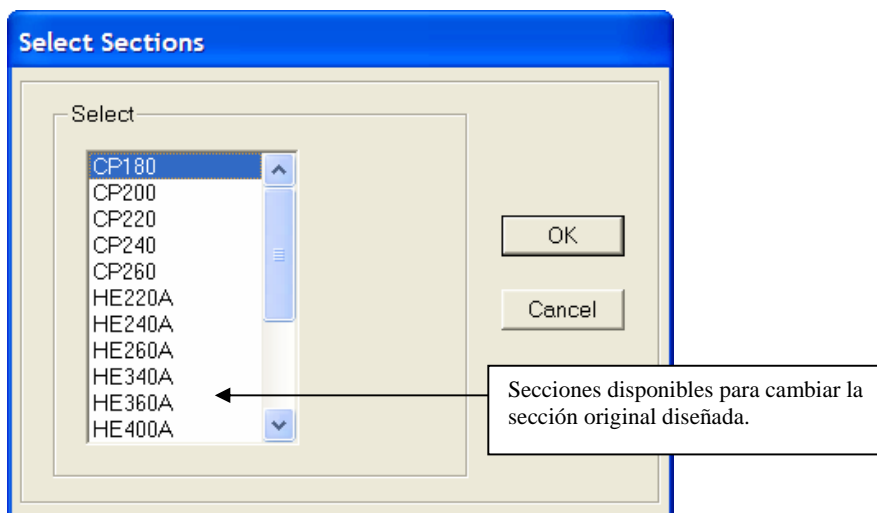 Select Sections
Select
CP180
CP200
CP220
CP240
CP260
HE220A
HE240A
HE260A
HE340A
HE360A
HE400A
OK
Cancel
Secciones disponibles para cambiar la
sección original diseñada.